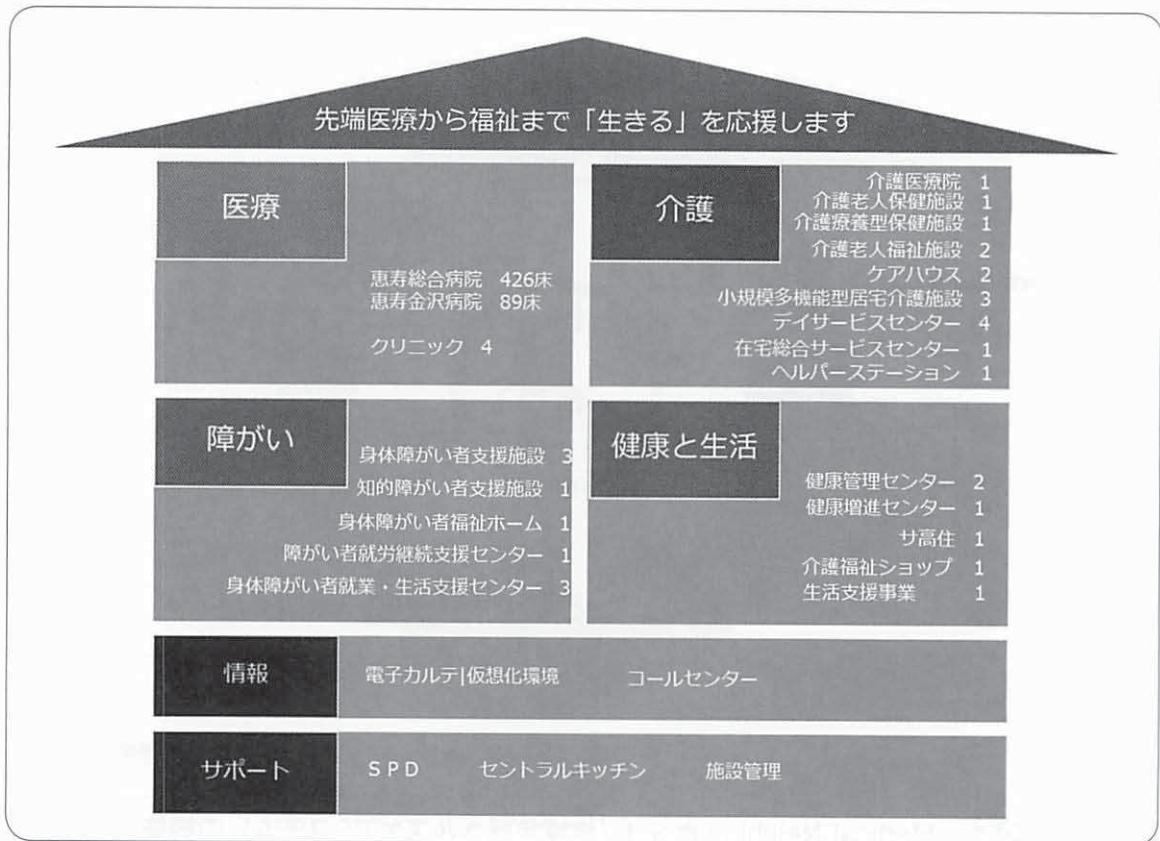 先端医療から福祉まで「生きる」を応援します
医療
恵寿総合病院 426床
恵寿金沢病院 89床
クリニック 4
介護
介護医療院 1
介護老人保健施設 1
介護療養型保健施設 1
介護老人福祉施設 2
ケアハウス 2
小規模多機能型居宅介護施設 3
デイサービスセンター 4
在宅総合サービスセンター 1
ヘルパーステーション 1
障がい
身体障がい者支援施設 3
知的障がい者支援施設 1
身体障がい者福祉ホーム 1
障がい者就労継続支援センター 1
身体障がい者就業・生活支援センター 3
健康と生活
健康管理センター 2
健康増進センター 1
サ高住 1
介護福祉ショップ 1
生活支援事業 1
情報
電子カルテ|仮想化環境 コールセンター
サポート
SPD セントラルキッチン 施設管理